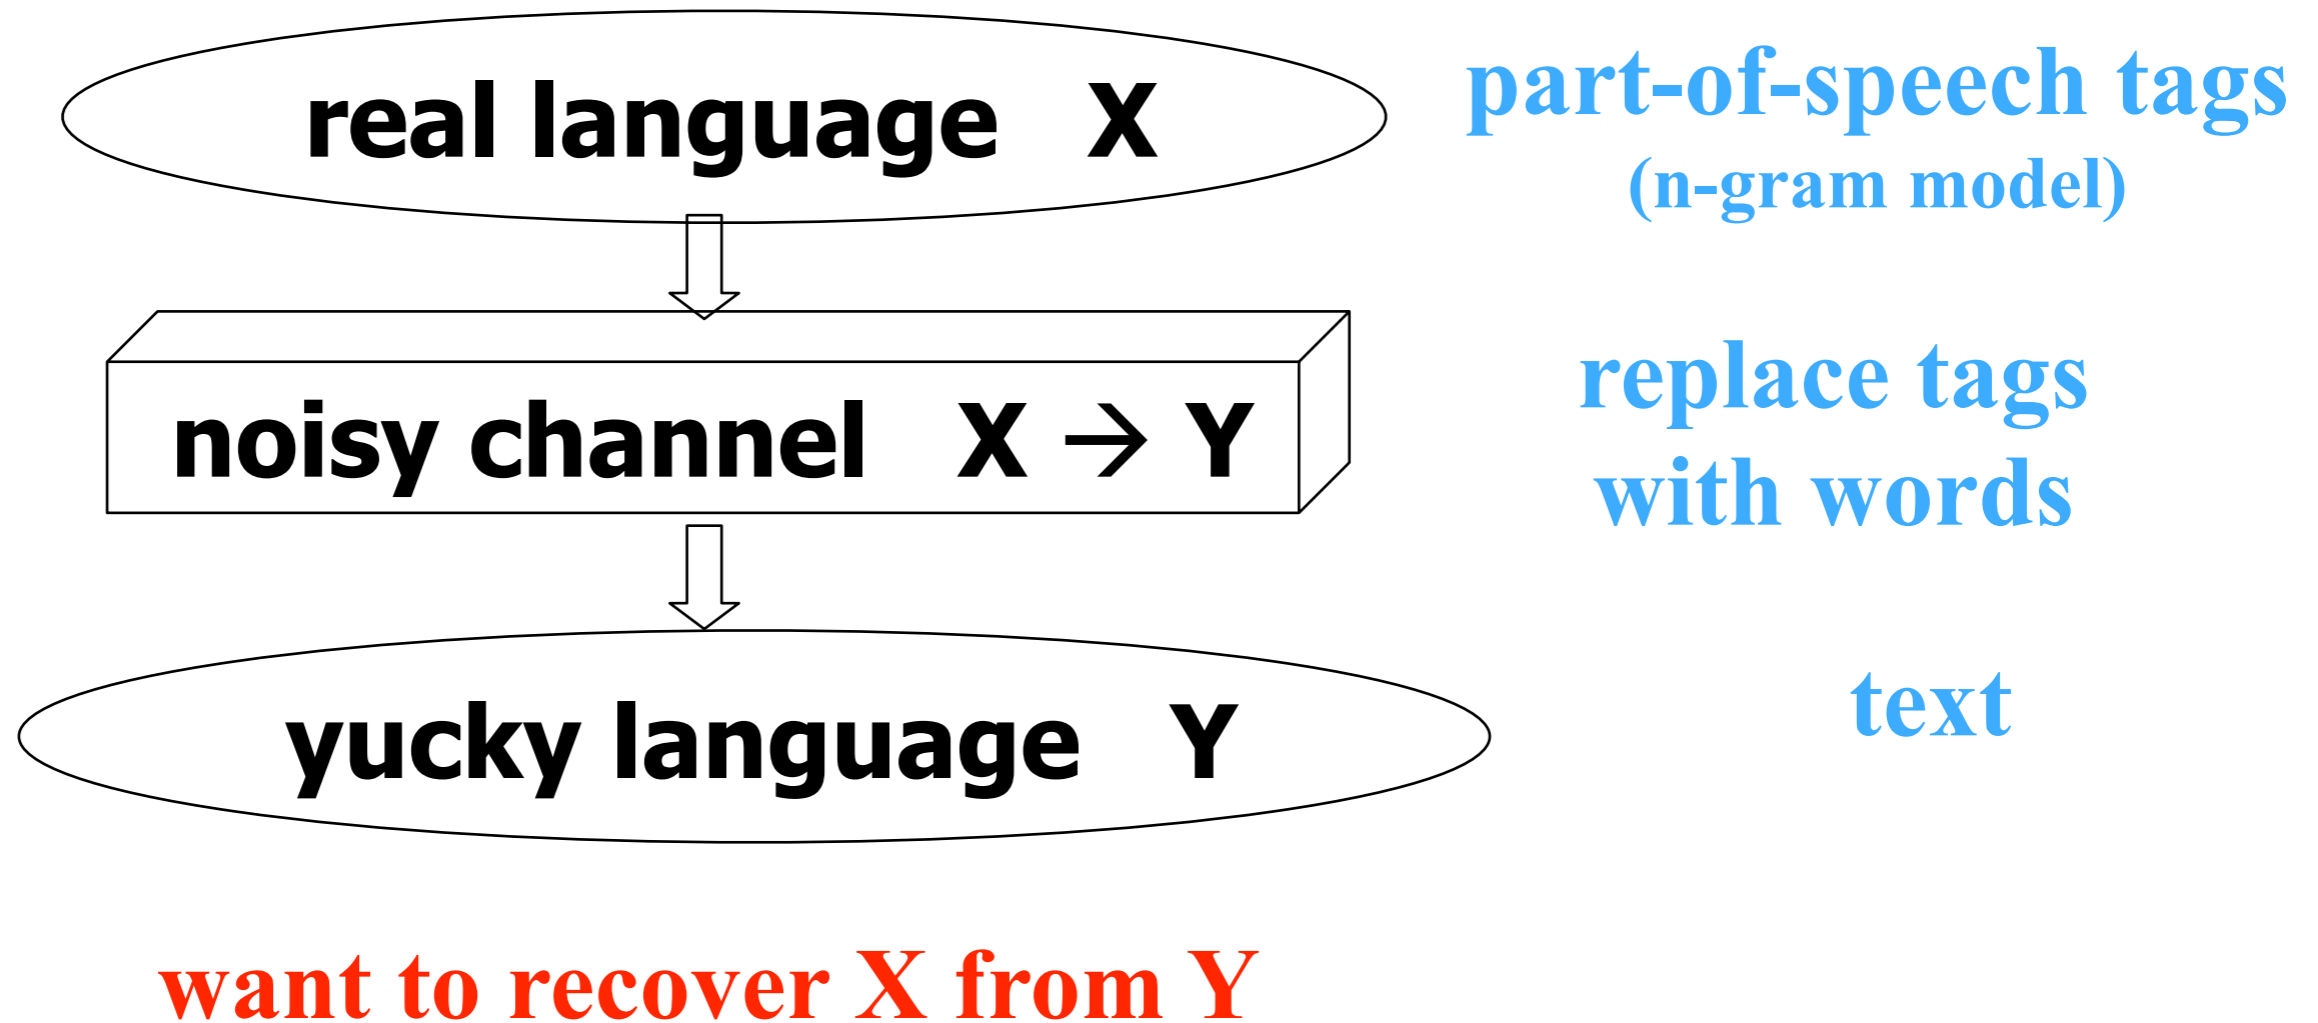 real language X
part-of-speech tags
(n-gram model)
noisy channel X → Y
replace tags
with words
yucky language Y
text
want to recover X from Y